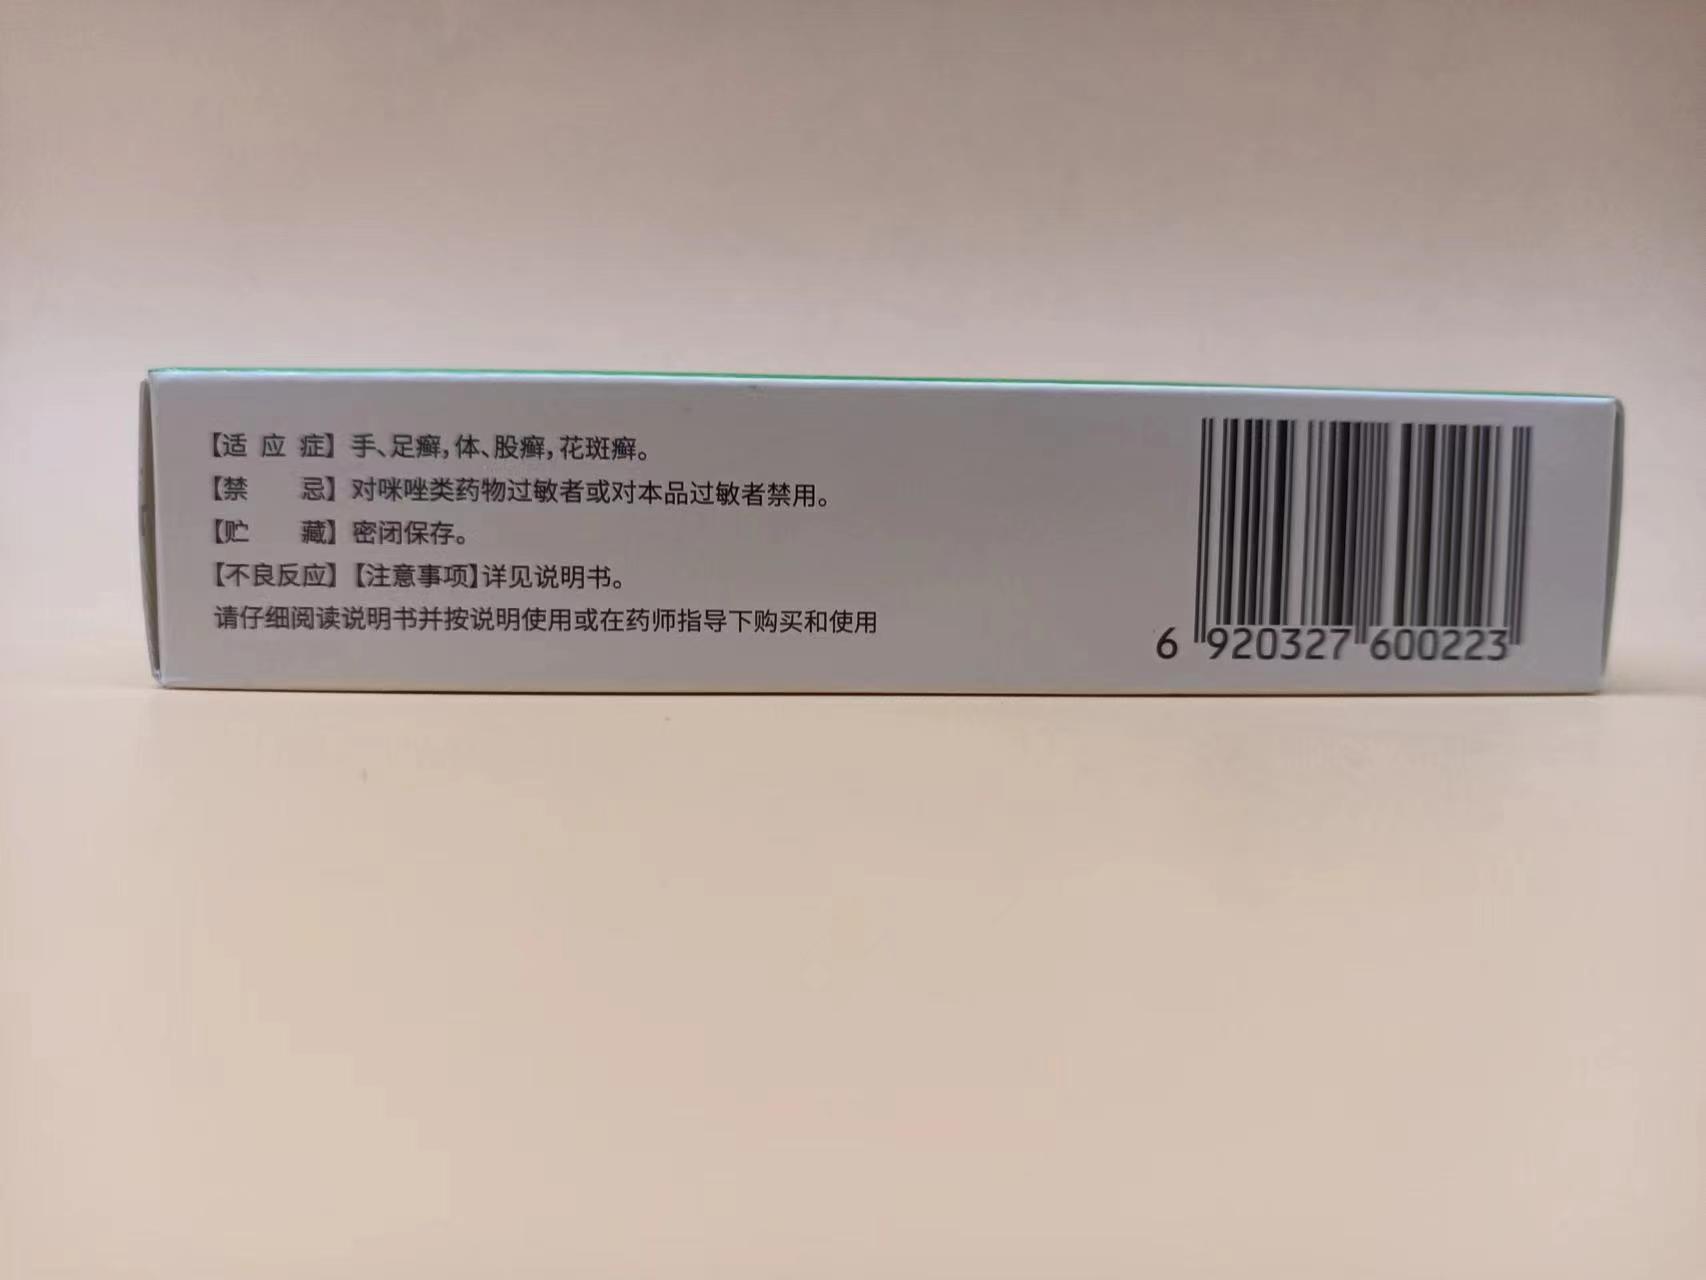 【适应症】手、足癣，体、股癣，花斑癣。
【禁忌】对咪唑类药物过敏者或对本品过敏者禁用。
【贮藏】密闭保存。
【不良反应】【注意事项】详见说明书。
请仔细阅读说明书并按说明使用或在药师指导下购买和使用
6 920327 600223